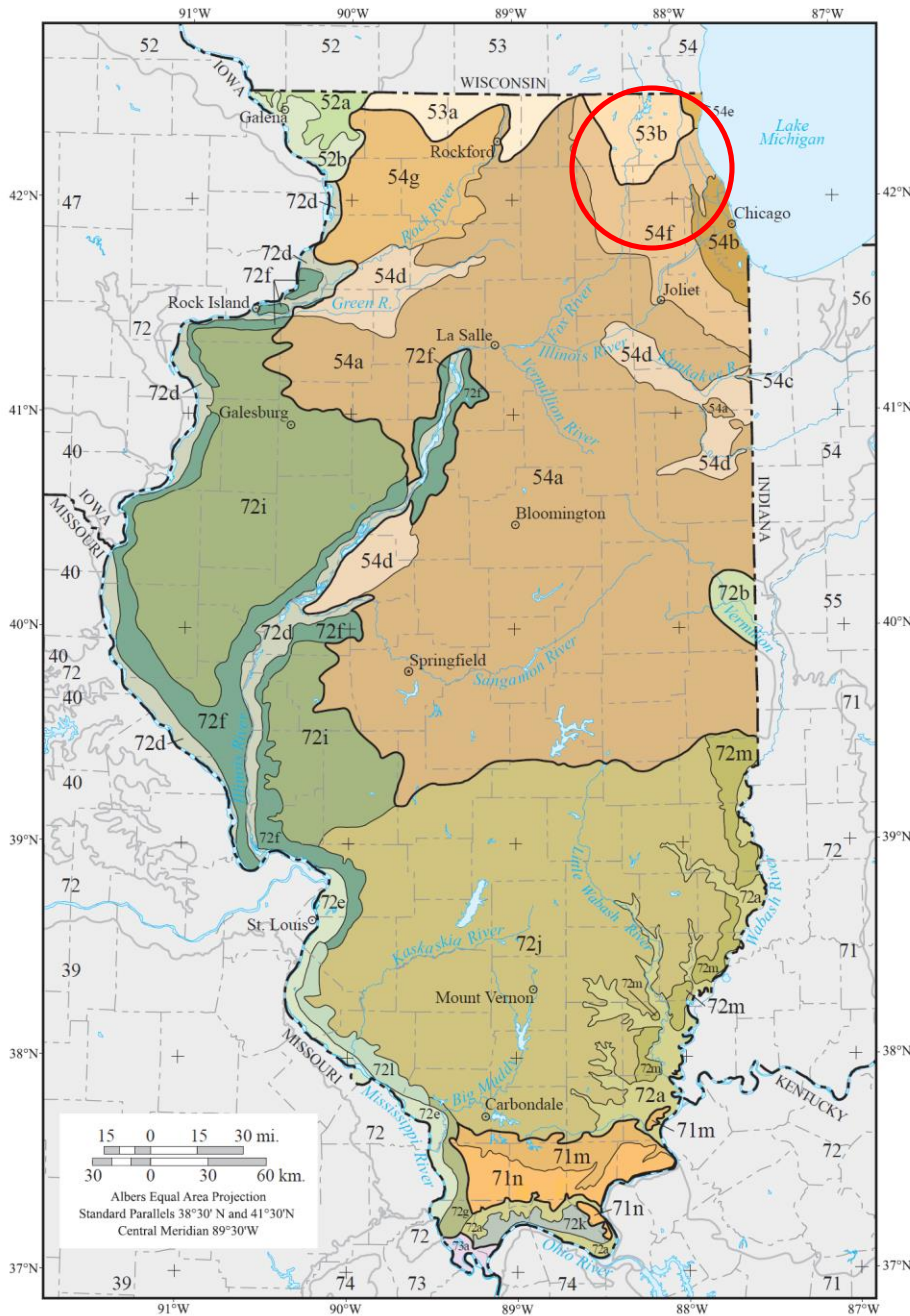 91°W 90°W 89°W 88°W 87°W
52 52 53 54
IOWA
WISCONSIN
52a 53a 53b 54e
Galena
Lake
Michigan
Rockford
52b
42°N 42°N
47 72d 54g
Rock River
Chicago
54f
54b
72d
72f 54d
Joliet
Rock Island
Green R.
56
72
La Salle
Fox River
Illinois River
54d
Kankakee R.
54a 72f
Vermillion River
54c
72d 72f
41°N 41°N
54a
Galesburg
40
54d 54
54a
IOWA
MISSOURI
72i
Bloomington
INDIANA
40
54d
72b
55
Vermilion
40°N 40°N
72d 72f
40
72
40
Springfield
Sangamon River
71
72f
72i
72d
Illinois River
72m
40
39°N 39°N
72f
72
72
Little Wabash River
72a
Wabash River
72e
St. Louis
Kaskaskia River
72j
71
39
72m
Mount Vernon
72m
72m
38°N 38°N
MISSOURI
72l
72m
KENTUCKY
Big Muddy
72a
Mississippi River
72e
Carbondale
71m
72
71m
72
71n
71n
72g
72k
72a
72 72a
73a
Ohio River
37°N 37°N
39 74 73 74 71
91°W 90°W 89°W 88°W 87°W
15 0 15 30 mi.
30 0 30 60 km.
Albers Equal Area Projection
Standard Parallels 38°30' N and 41°30'N
Central Meridian 89°30'W